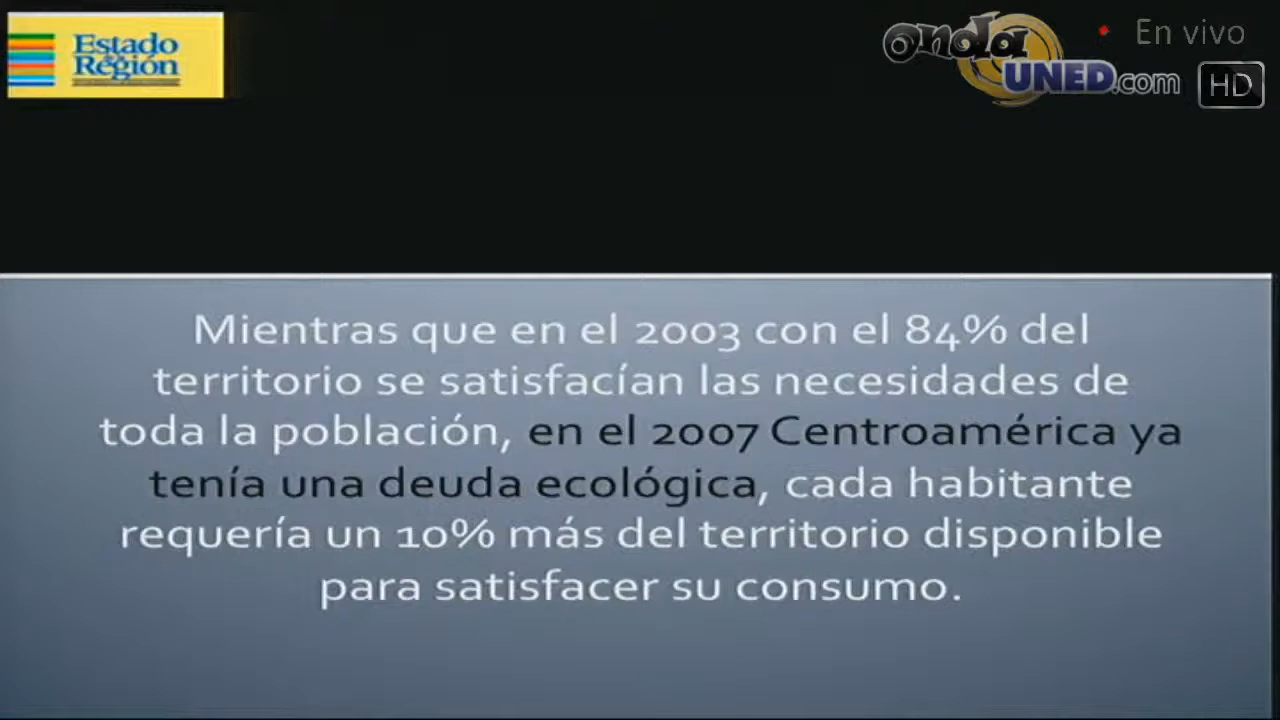 Estado
de la
Región
onda
UNED.com
En vivo
HD
Mientras que en el 2003 con el 84% del
territorio se satisfacían las necesidades de
toda la población, en el 2007 Centroamérica ya
tenía una deuda ecológica, cada habitante
requería un 10% más del territorio disponible
para satisfacer su consumo.